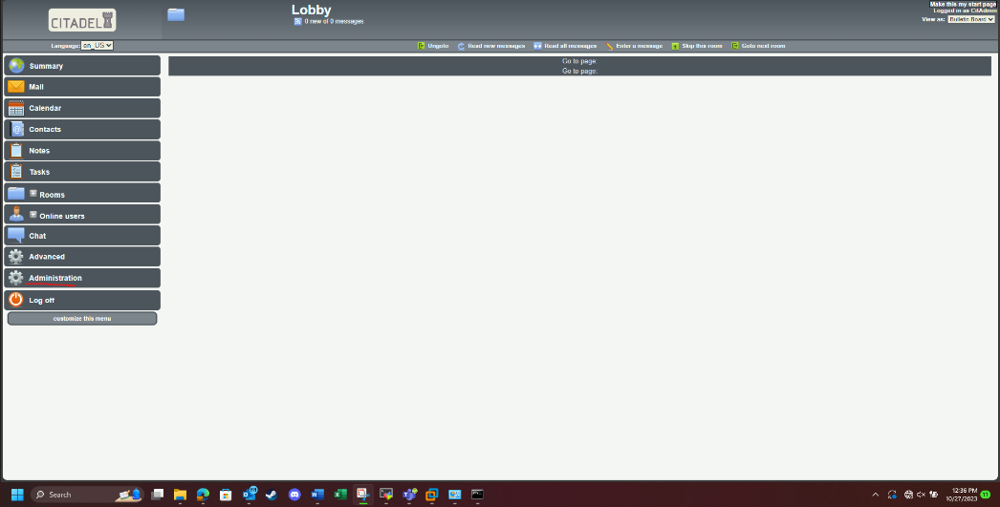 CITADEL
Lobby
0 new of 0 messages
Make this my start page
Logged in as CitAdmin
View as: Bulletin Board
Language: en_US
Ungoto Read new messages Read all messages Enter a message Skip this room Goto next room
Summary
Mail
Calendar
Contacts
Notes
Tasks
Rooms
Online users
Chat
Advanced
Administration
Log off
customize this menu
Go to page:
Go to page:
Search
12:36 PM
10/27/2023
11